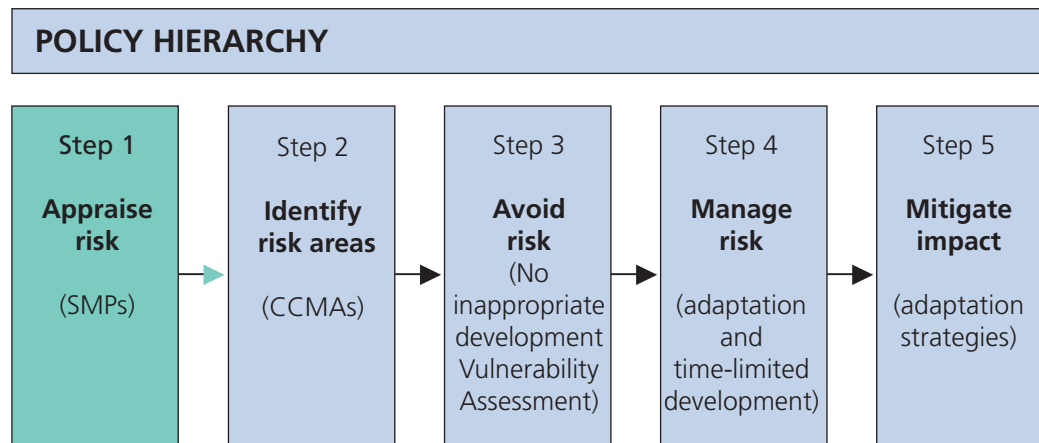 POLICY HIERARCHY
Step 1
Appraise
risk
(SMPs)
Step 2
Identify
risk areas
(CCMAs)
Step 3
Avoid
risk
(No
inappropriate
development
Vulnerability
Assessment)
Step 4
Manage
risk
(adaptation
and
time-limited
development)
Step 5
Mitigate
impact
(adaptation
strategies)